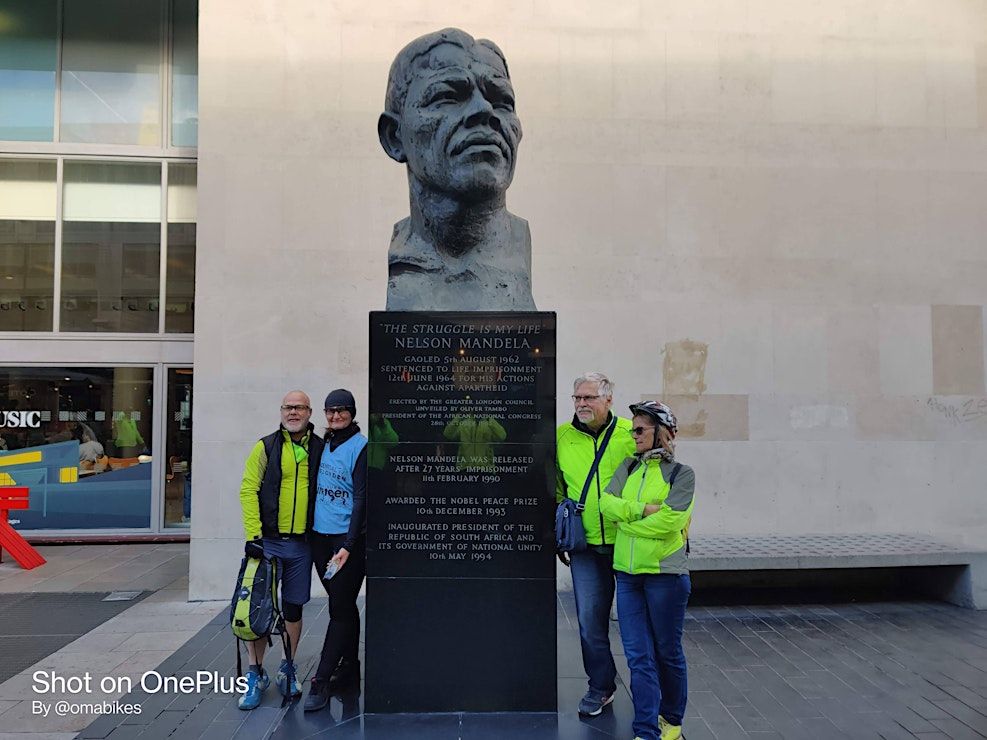 "THE STRUGGLE IS MY LIFE"
NELSON MANDELA
GAOLED 5TH AUGUST 1962
SENTENCED TO LIFE IMPRISONMENT
12TH JUNE 1964 FOR HIS ACTIONS
AGAINST APARTHEID
ERECTED BY THE GREATER LONDON COUNCIL
UNVEILED BY OLIVER TAMBO
PRESIDENT OF THE AFRICAN NATIONAL CONGRESS
28TH OCTOBER
NELSON MANDELA WAS RELEASED
AFTER 27 YEARS IMPRISONMENT
11TH FEBRUARY 1990
AWARDED THE NOBEL PEACE PRIZE
10TH DECEMBER 1993
INAUGURATED PRESIDENT OF THE
REPUBLIC OF SOUTH AFRICA AND
ITS GOVERNMENT OF NATIONAL UNITY
10TH MAY 1994
USIC
Shot on OnePlus
By @omabikes